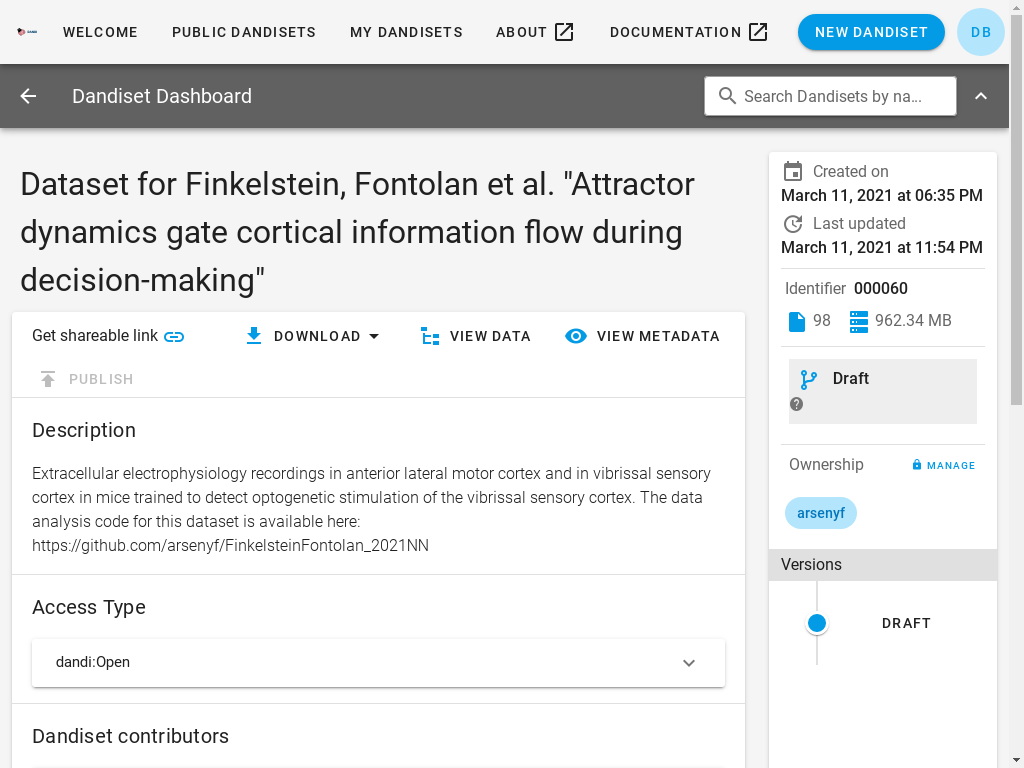 WELCOME PUBLIC DANDISETS MY DANDISETS ABOUT DOCUMENTATION NEW DANDISET DB
Dandiset Dashboard Search Dandisets by na...
Dataset for Finkelstein, Fontolan et al. "Attractor
dynamics gate cortical information flow during
decision-making"
Get shareable link DOWNLOAD VIEW DATA VIEW METADATA
PUBLISH
Description
Extracellular electrophysiology recordings in anterior lateral motor cortex and in vibrissal sensory
cortex in mice trained to detect optogenetic stimulation of the vibrissal sensory cortex. The data
analysis code for this dataset is available here:
https://github.com/arsenyf/FinkelsteinFontolan_2021NN
Access Type
dandi:Open
Dandiset contributors
Created on
March 11, 2021 at 06:35 PM
Last updated
March 11, 2021 at 11:54 PM
Identifier 000060
98 962.34 MB
Draft
Ownership MANAGE
arsenyf
Versions
DRAFT